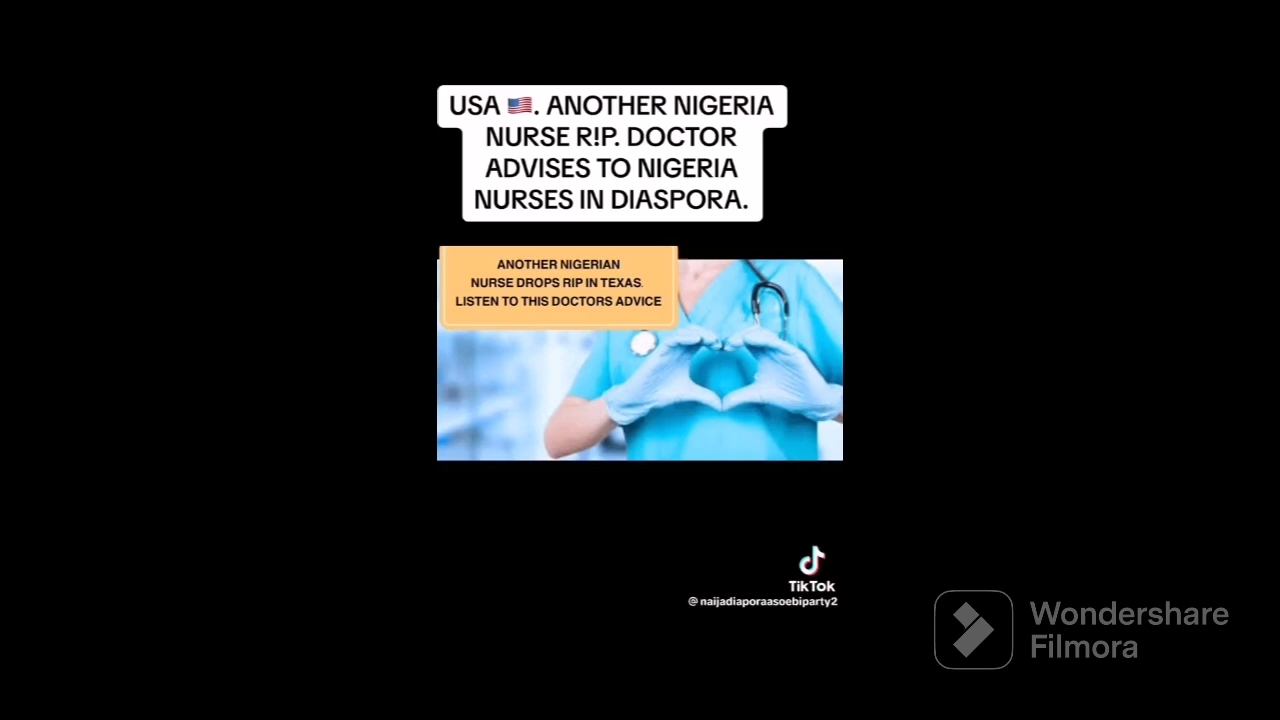 USA 🇺🇸. ANOTHER NIGERIA
NURSE R!P. DOCTOR
ADVISES TO NIGERIA
NURSES IN DIASPORA.
ANOTHER NIGERIAN
NURSE DROPS RIP IN TEXAS.
LISTEN TO THIS DOCTORS ADVICE
TikTok
@naijadiaporaasoebiparty2
Wondershare
Filmora